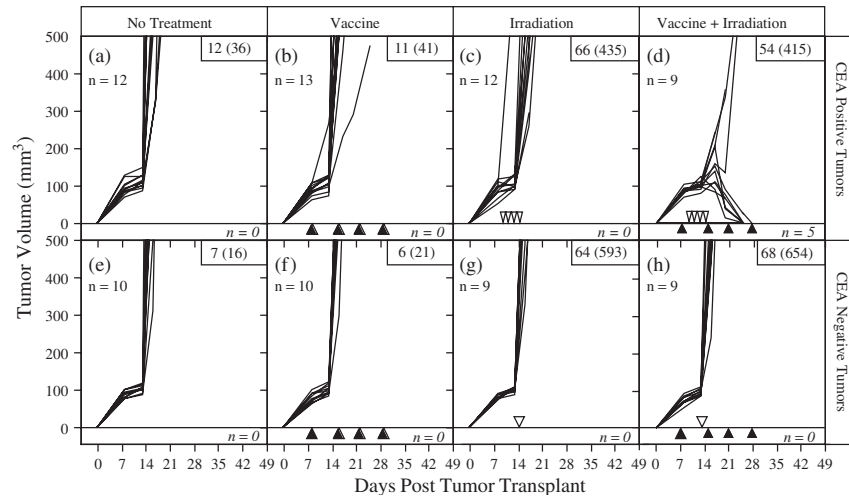 No Treatment
Vaccine
Irradiation
Vaccine + Irradiation
500
400
300
200
100
0
(a)
12 (36)
n = 12
n = 0
(b)
11 (41)
n = 13
n = 0
(c)
66 (435)
n = 12
n = 0
(d)
54 (415)
n = 9
n = 5
CEA Positive Tumors
Tumor Volume (mm³)
500
400
300
200
100
0
(e)
7 (16)
n = 10
n = 0
(f)
6 (21)
n = 10
n = 0
(g)
64 (593)
n = 9
n = 0
(h)
68 (654)
n = 9
n = 0
CEA Negative Tumors
0 7 14 21 28 35 42 49
0 7 14 21 28 35 42 49
0 7 14 21 28 35 42 49
0 7 14 21 28 35 42 49
Days Post Tumor Transplant